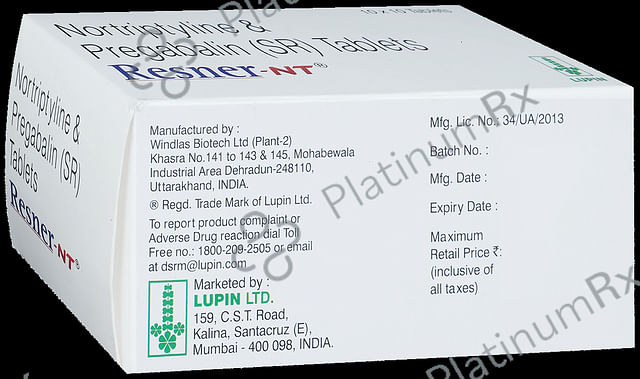 Nortriptyline &
Pregabalin (SR) Tablets
Resner-NT®
10 x 10 Tablets
LUPIN
Nortriptyline &
Pregabalin (SR)
Tablets
Resner-NT®
Manufactured by :
Windlas Biotech Ltd (Plant-2)
Khasra No.141 to 143 & 145, Mohabewala
Industrial Area Dehradun-248110,
Uttarakhand, INDIA.
® Regd. Trade Mark of Lupin Ltd.
To report product complaint or
Adverse Drug reaction dial Toll
Free no.: 1800-209-2505 or email
at dsrm@lupin.com
Marketed by :
LUPIN LTD.
159, C.S.T. Road,
Kalina, Santacruz (E),
Mumbai - 400 098, INDIA.
Mfg. Lic. No.: 34/UA/2013
Batch No. :
Mfg. Date :
Expiry Date :
Maximum
Retail Price ₹:
(inclusive of
all taxes)
PlatinumRx
PlatinumRx
PlatinumRx